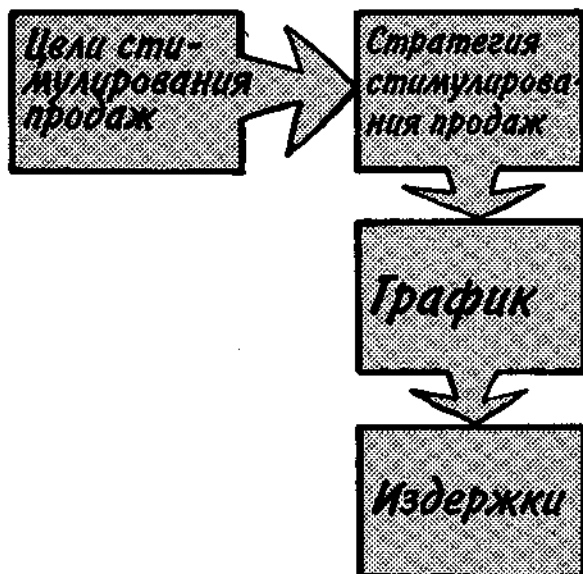 Цели сти-
мулирования
продаж
Стратегия
стимулирова
ния продаж
График
Издержки